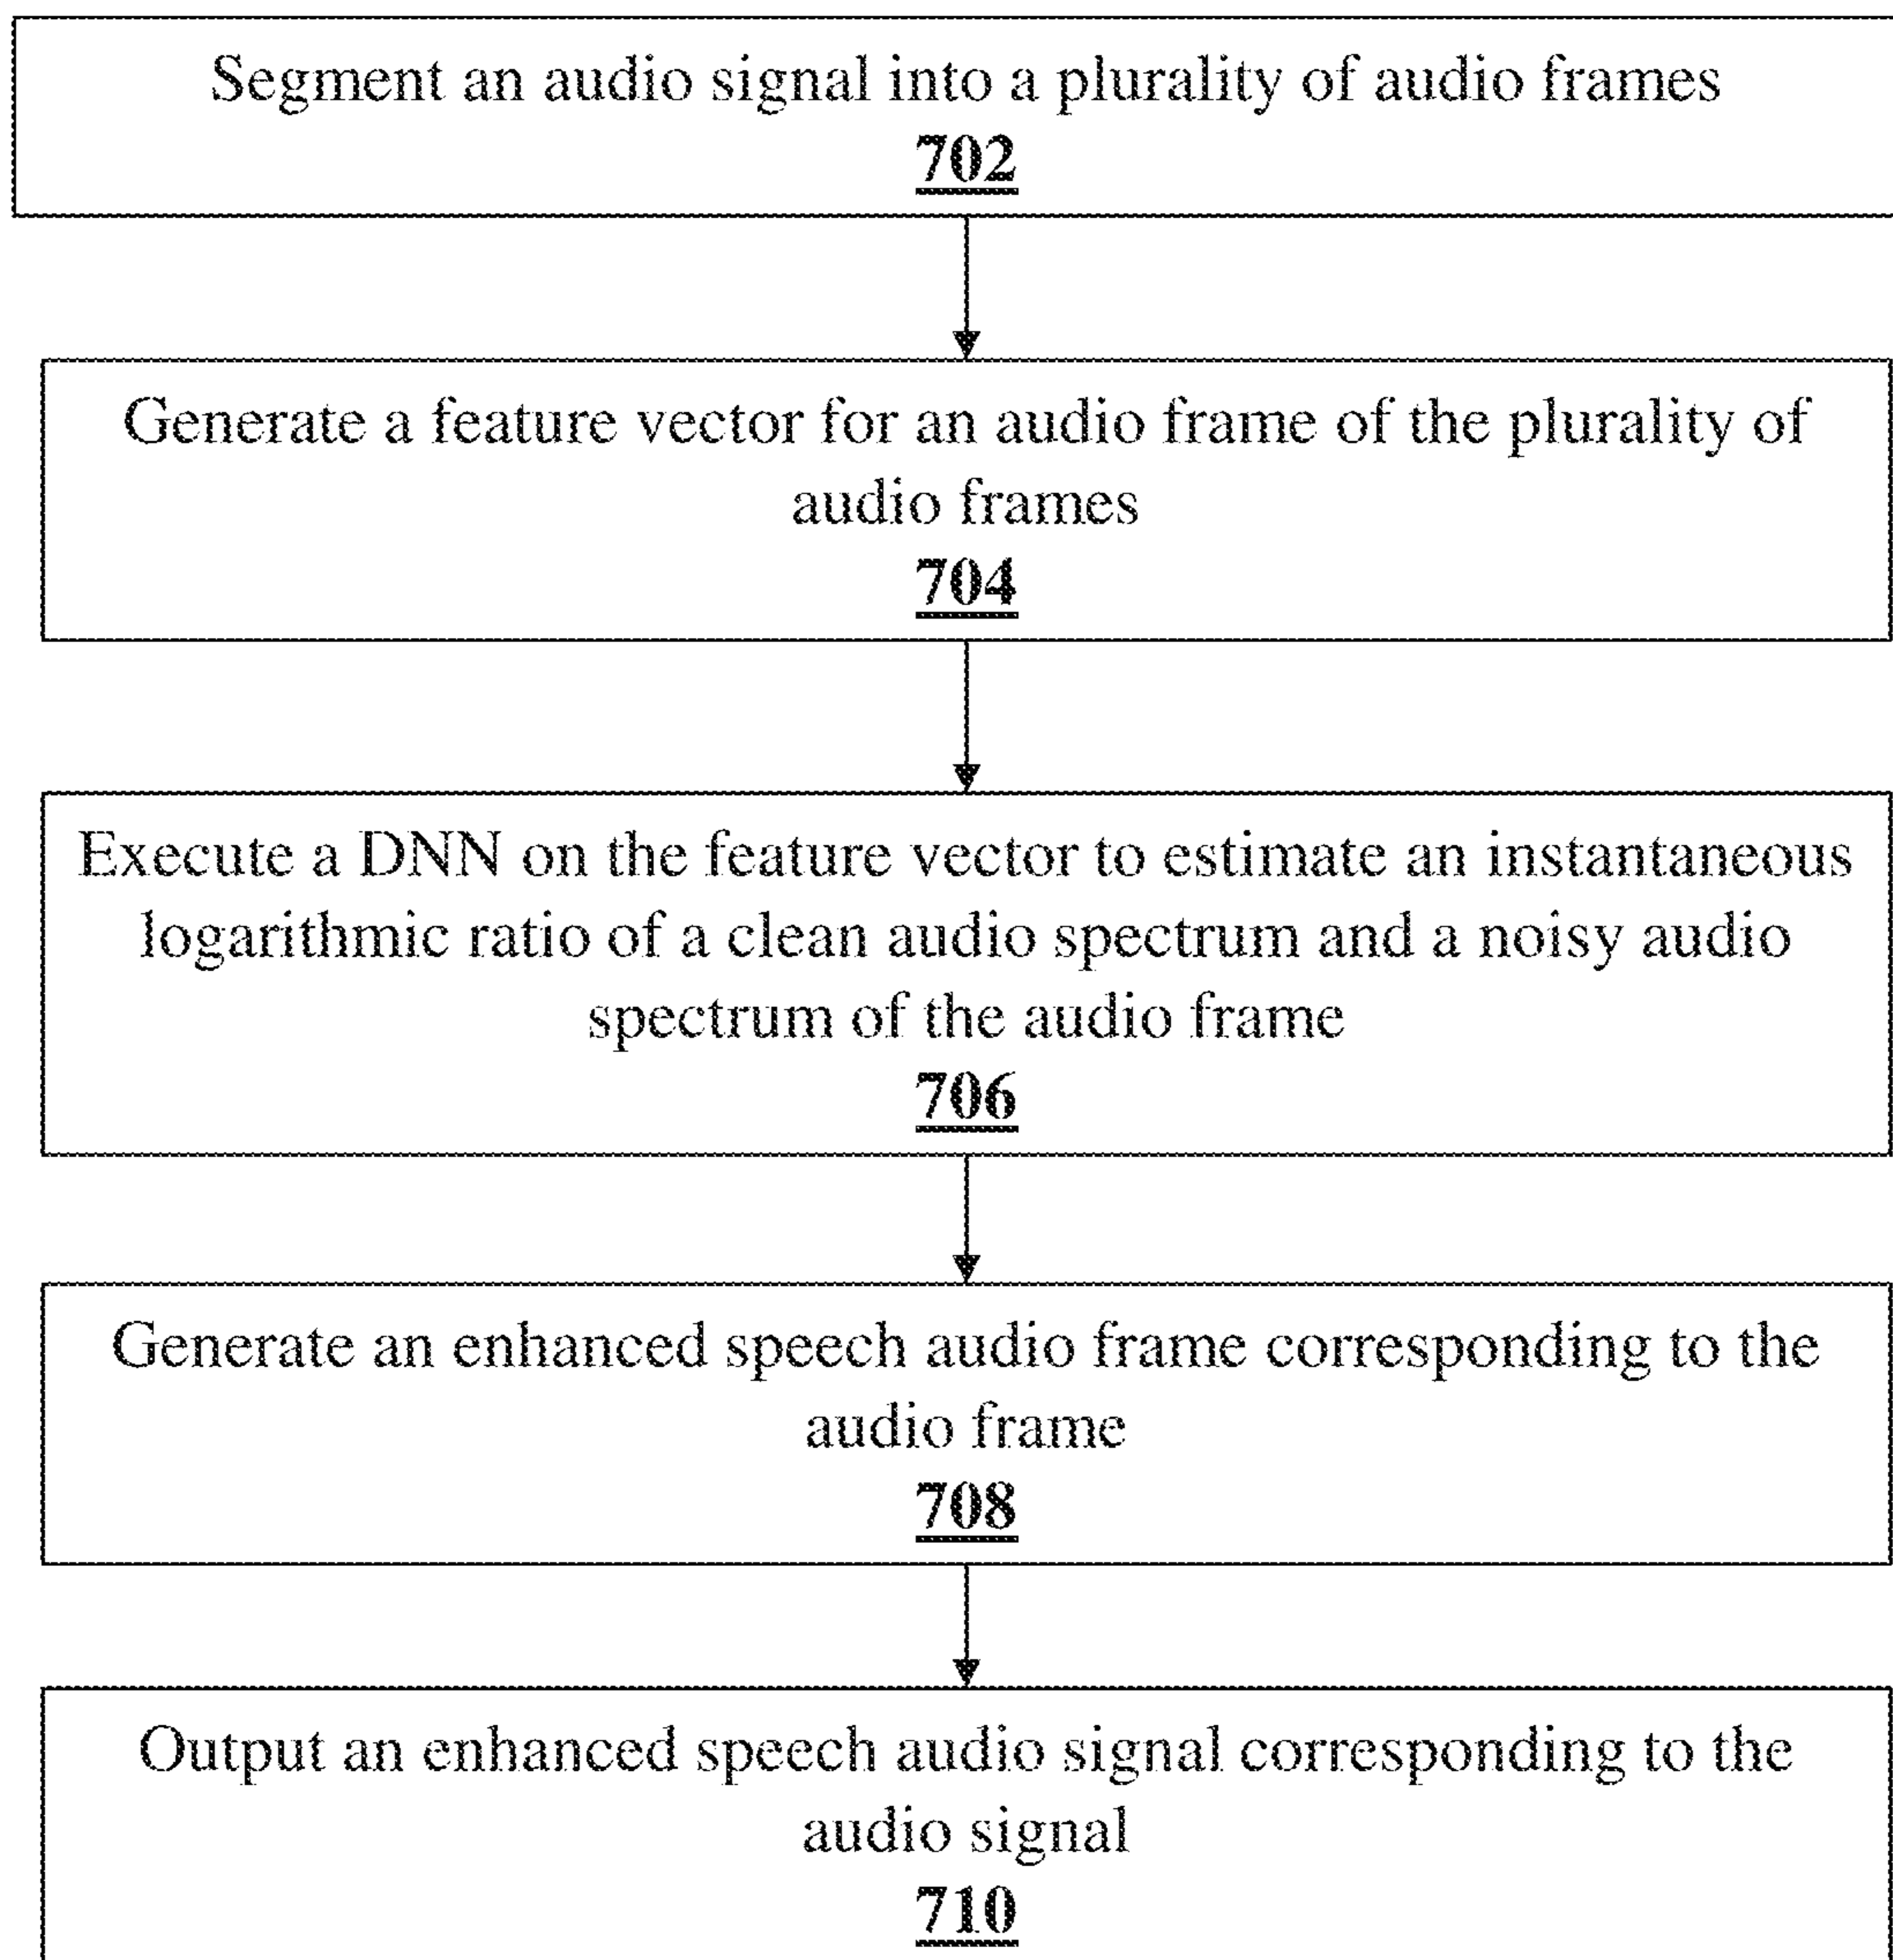 Segment an audio signal into a plurality of audio frames
702
Generate a feature vector for an audio frame of the plurality of
audio frames
704
Execute a DNN on the feature vector to estimate an instantaneous
logarithmic ratio of a clean audio spectrum and a noisy audio
spectrum of the audio frame
706
Generate an enhanced speech audio frame corresponding to the
audio frame
708
Output an enhanced speech audio signal corresponding to the
audio signal
710